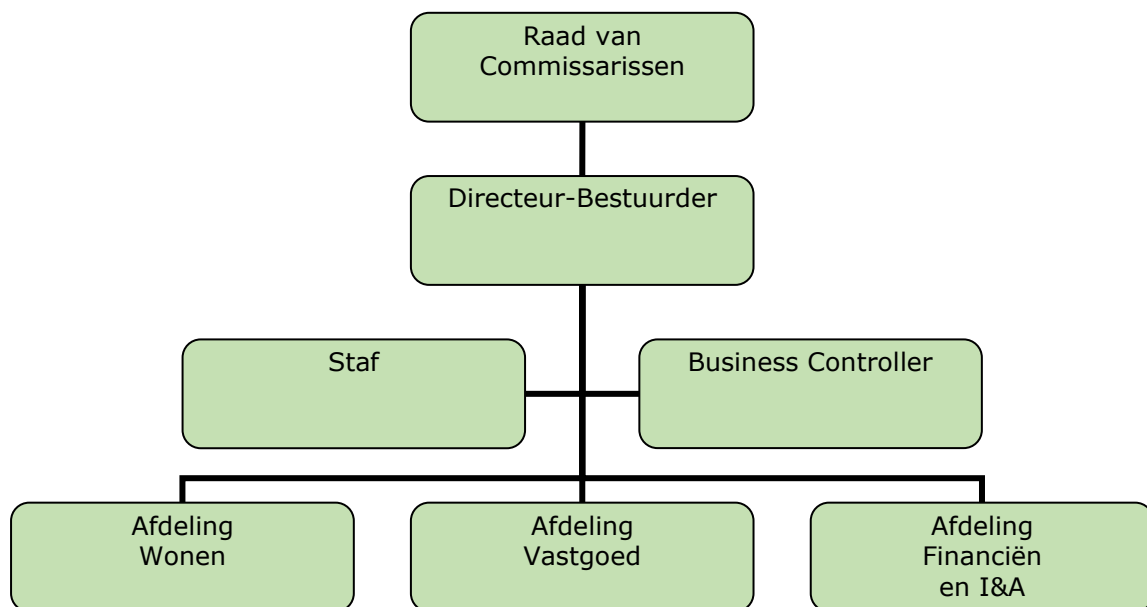 Raad van
Commissarissen
Directeur-Bestuurder
Staf
Business Controller
Afdeling
Wonen
Afdeling
Vastgoed
Afdeling
Financiën
en I&A